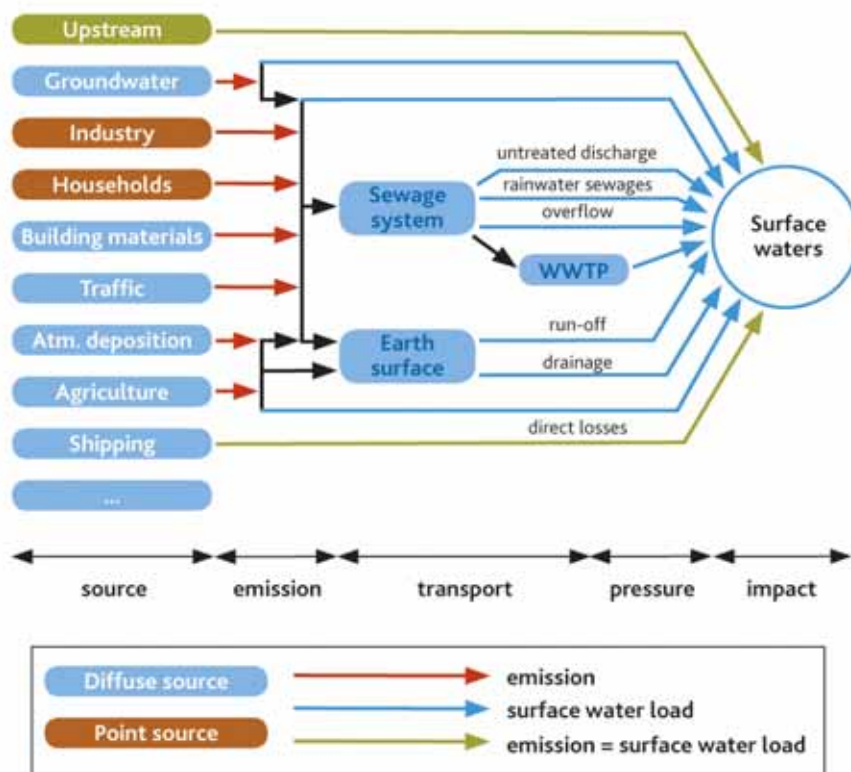 Upstream
Groundwater
Industry
Households
Building materials
Traffic
Atm. deposition
Agriculture
Shipping
...
Sewage
system
untreated discharge
rainwater sewages
overflow
WWTP
Earth
surface
run-off
drainage
direct losses
Surface
waters
source
emission
transport
pressure
impact
Diffuse source
Point source
emission
surface water load
emission = surface water load